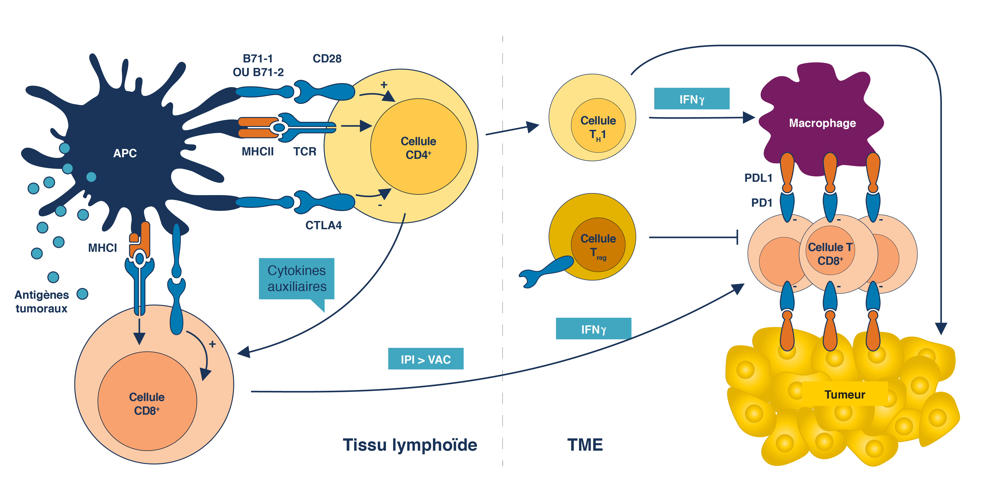 B71-1
OU B71-2
CD28
+
APC
MHCII
TCR
Cellule
CD4⁺
-
CTLA4
MHCI
Antigènes
tumoraux
Cytokines
auxiliaires
+
Cellule
CD8⁺
IPI > VAC
Tissu lymphoïde
Cellule
TH1
IFNγ
Macrophage
PDL1
PD1
Cellule
Treg
- - -
Cellule T
CD8⁺
- - -
IFNγ
Tumeur
TME